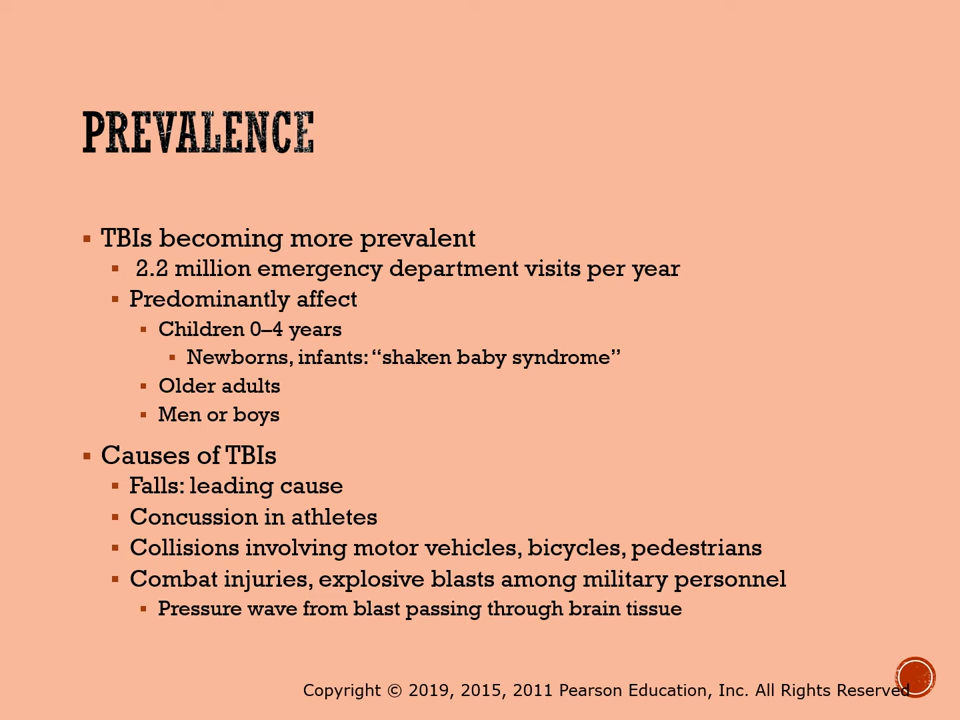 PREVALENCE
▪ TBIs becoming more prevalent
▪ 2.2 million emergency department visits per year
▪ Predominantly affect
▪ Children 0–4 years
▪ Newborns, infants: “shaken baby syndrome”
▪ Older adults
▪ Men or boys
▪ Causes of TBIs
▪ Falls: leading cause
▪ Concussion in athletes
▪ Collisions involving motor vehicles, bicycles, pedestrians
▪ Combat injuries, explosive blasts among military personnel
▪ Pressure wave from blast passing through brain tissue
Copyright © 2019, 2015, 2011 Pearson Education, Inc. All Rights Reserved